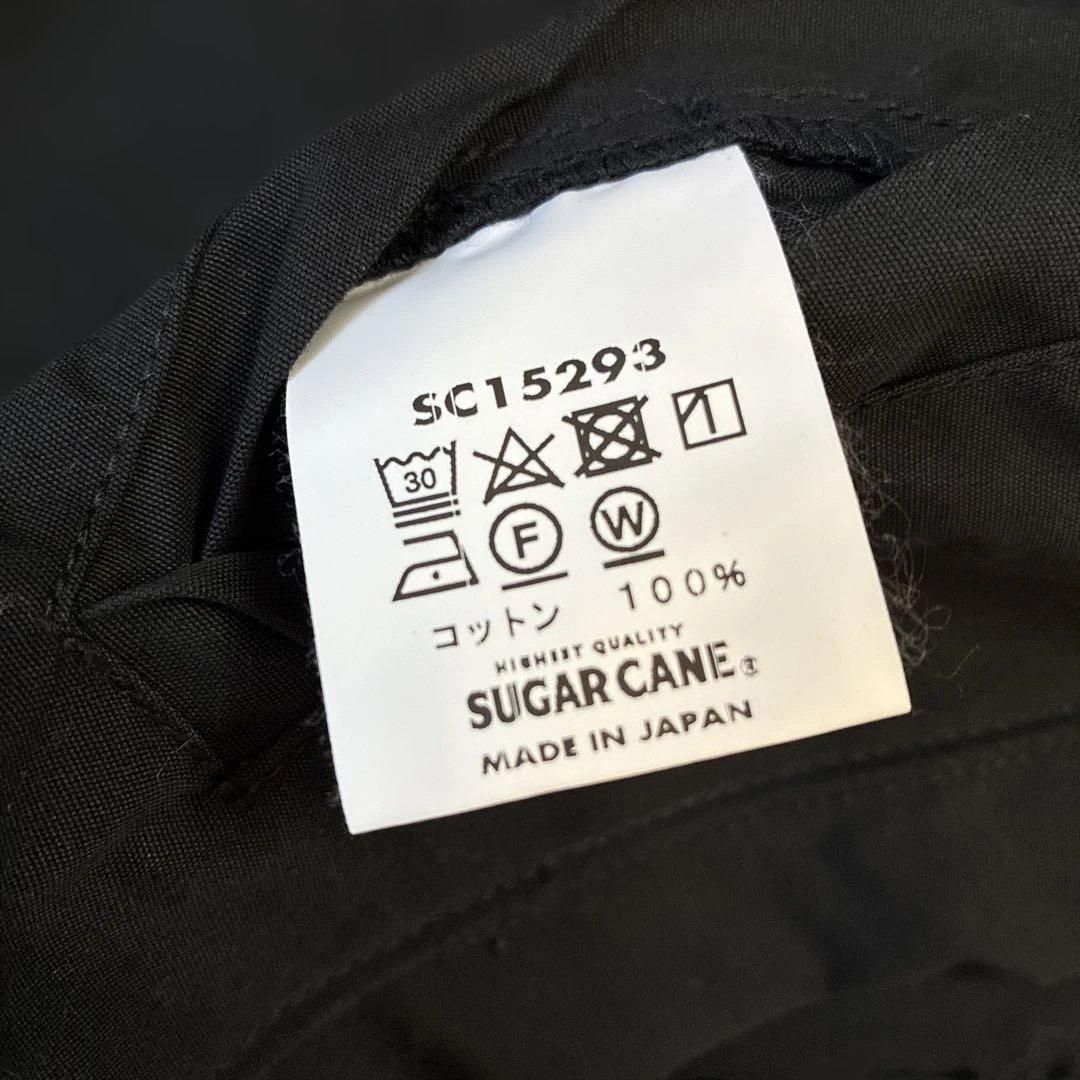 SC15293
30
F W
コットン 100%
HIGHEST QUALITY
SUGAR CANE®
MADE IN JAPAN